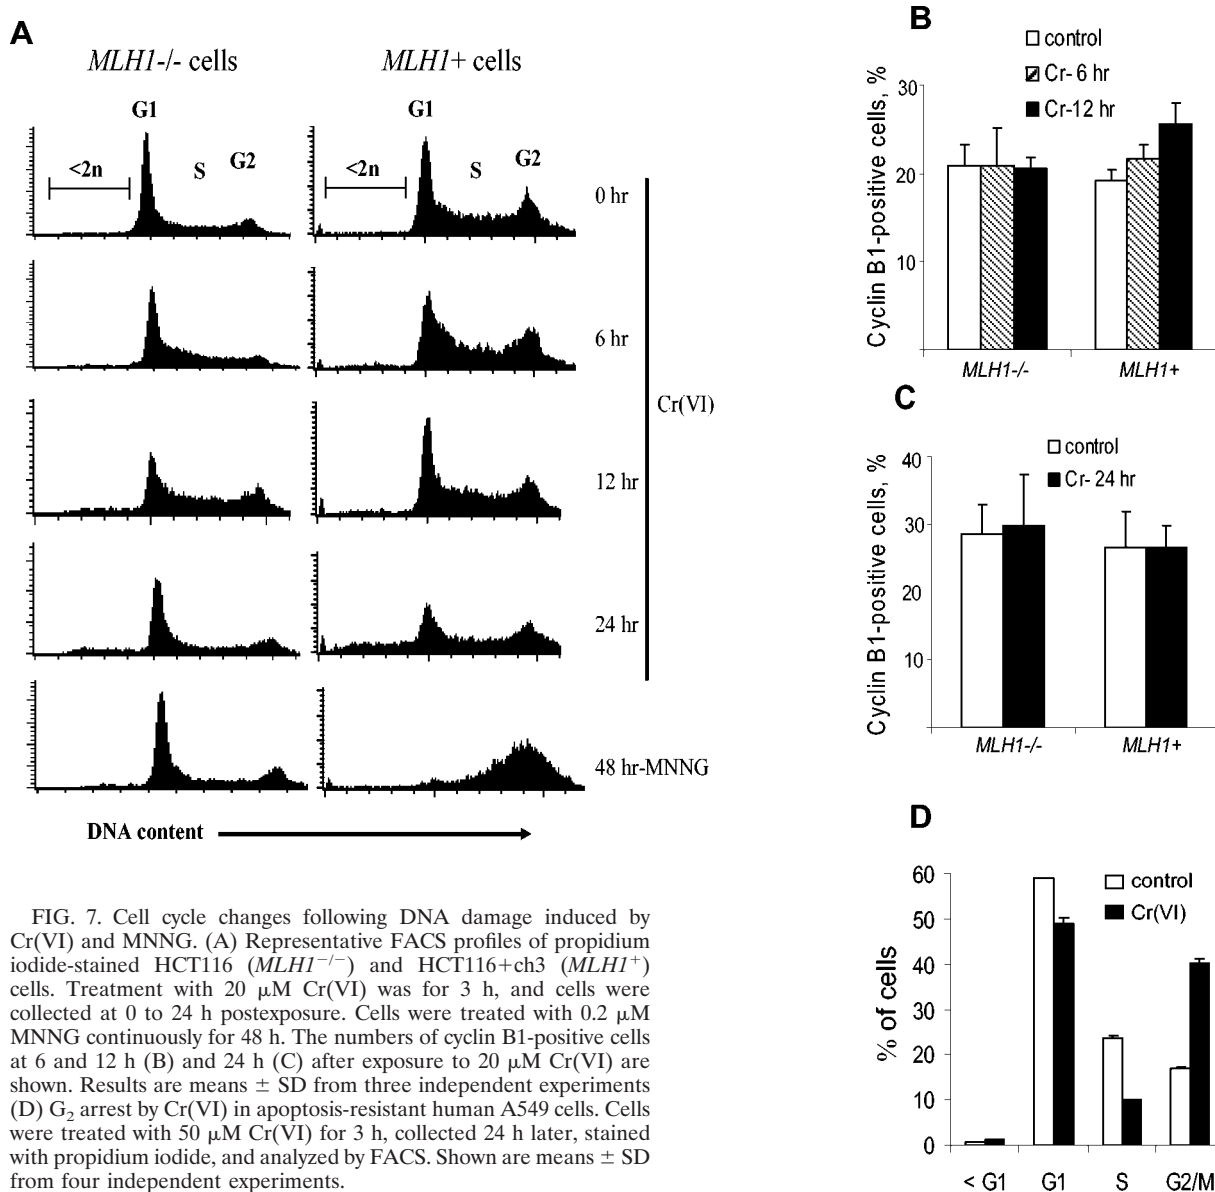 A
MLH1-/- cells
MLH1+ cells
G1
<2n
S
G2
G1
<2n
S
G2
0 hr
6 hr
12 hr
24 hr
Cr(VI)
48 hr-MNNG
DNA content
B
control
Cr- 6 hr
Cr-12 hr
Cyclin B1-positive cells, %
30
20
10
MLH1-/-
MLH1+
C
control
Cr- 24 hr
Cyclin B1-positive cells, %
40
30
20
10
MLH1-/-
MLH1+
D
control
Cr(VI)
% of cells
60
50
40
30
20
10
0
< G1
G1
S
G2/M
FIG. 7. Cell cycle changes following DNA damage induced by
Cr(VI) and MNNG. (A) Representative FACS profiles of propidium
iodide-stained HCT116 (MLH1−/−) and HCT116+ch3 (MLH1+)
cells. Treatment with 20 μM Cr(VI) was for 3 h, and cells were
collected at 0 to 24 h postexposure. Cells were treated with 0.2 μM
MNNG continuously for 48 h. The numbers of cyclin B1-positive cells
at 6 and 12 h (B) and 24 h (C) after exposure to 20 μM Cr(VI) are
shown. Results are means ± SD from three independent experiments
(D) G2 arrest by Cr(VI) in apoptosis-resistant human A549 cells. Cells
were treated with 50 μM Cr(VI) for 3 h, collected 24 h later, stained
with propidium iodide, and analyzed by FACS. Shown are means ± SD
from four independent experiments.